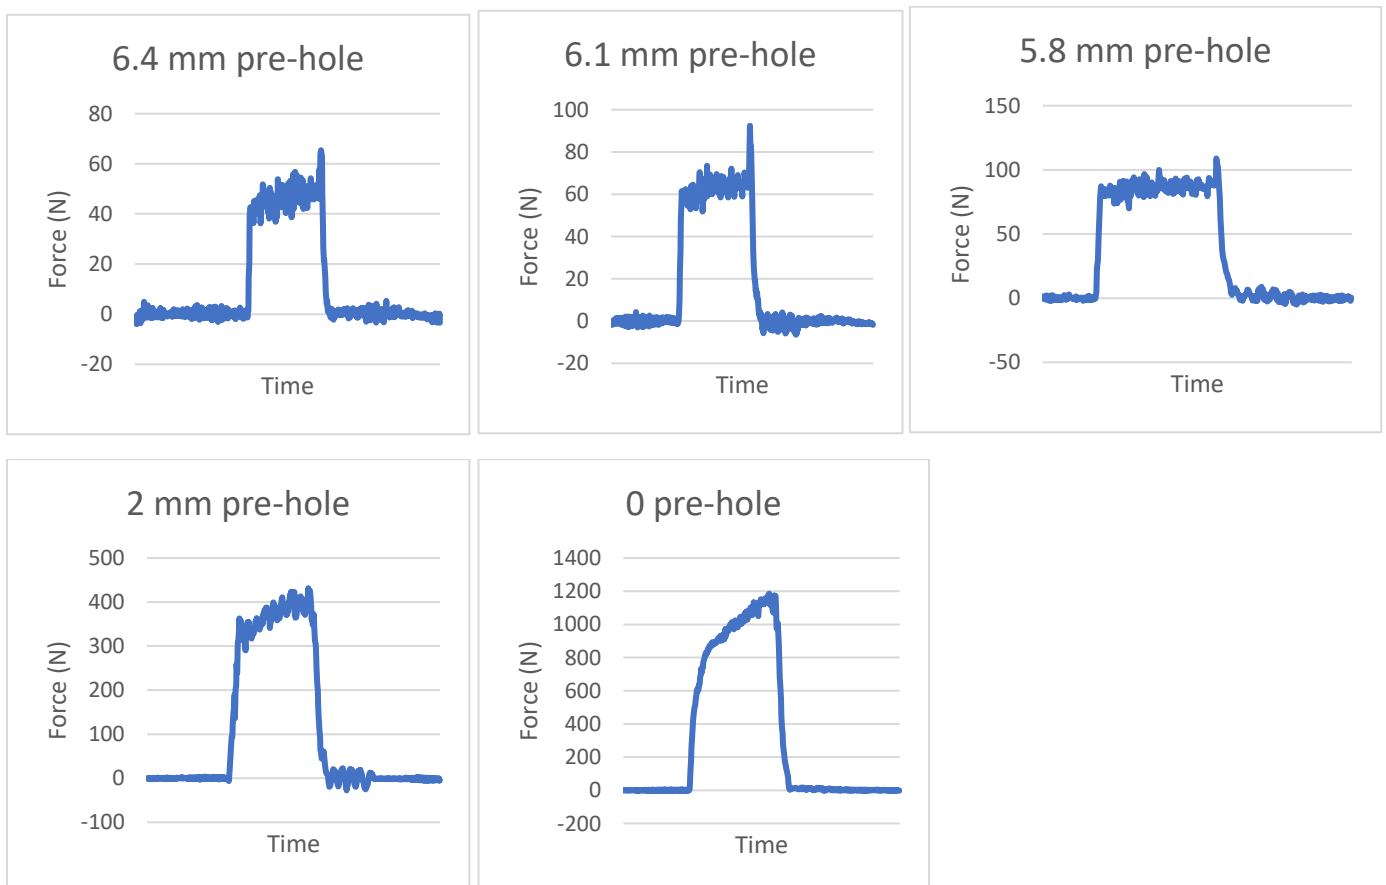 6.4 mm pre-hole
80
60
40
20
0
-20
Force (N)
Time
6.1 mm pre-hole
100
80
60
40
20
0
-20
Force (N)
Time
5.8 mm pre-hole
150
100
50
0
-50
Force (N)
Time
2 mm pre-hole
500
400
300
200
100
0
-100
Force (N)
Time
0 pre-hole
1400
1200
1000
800
600
400
200
0
-200
Force (N)
Time